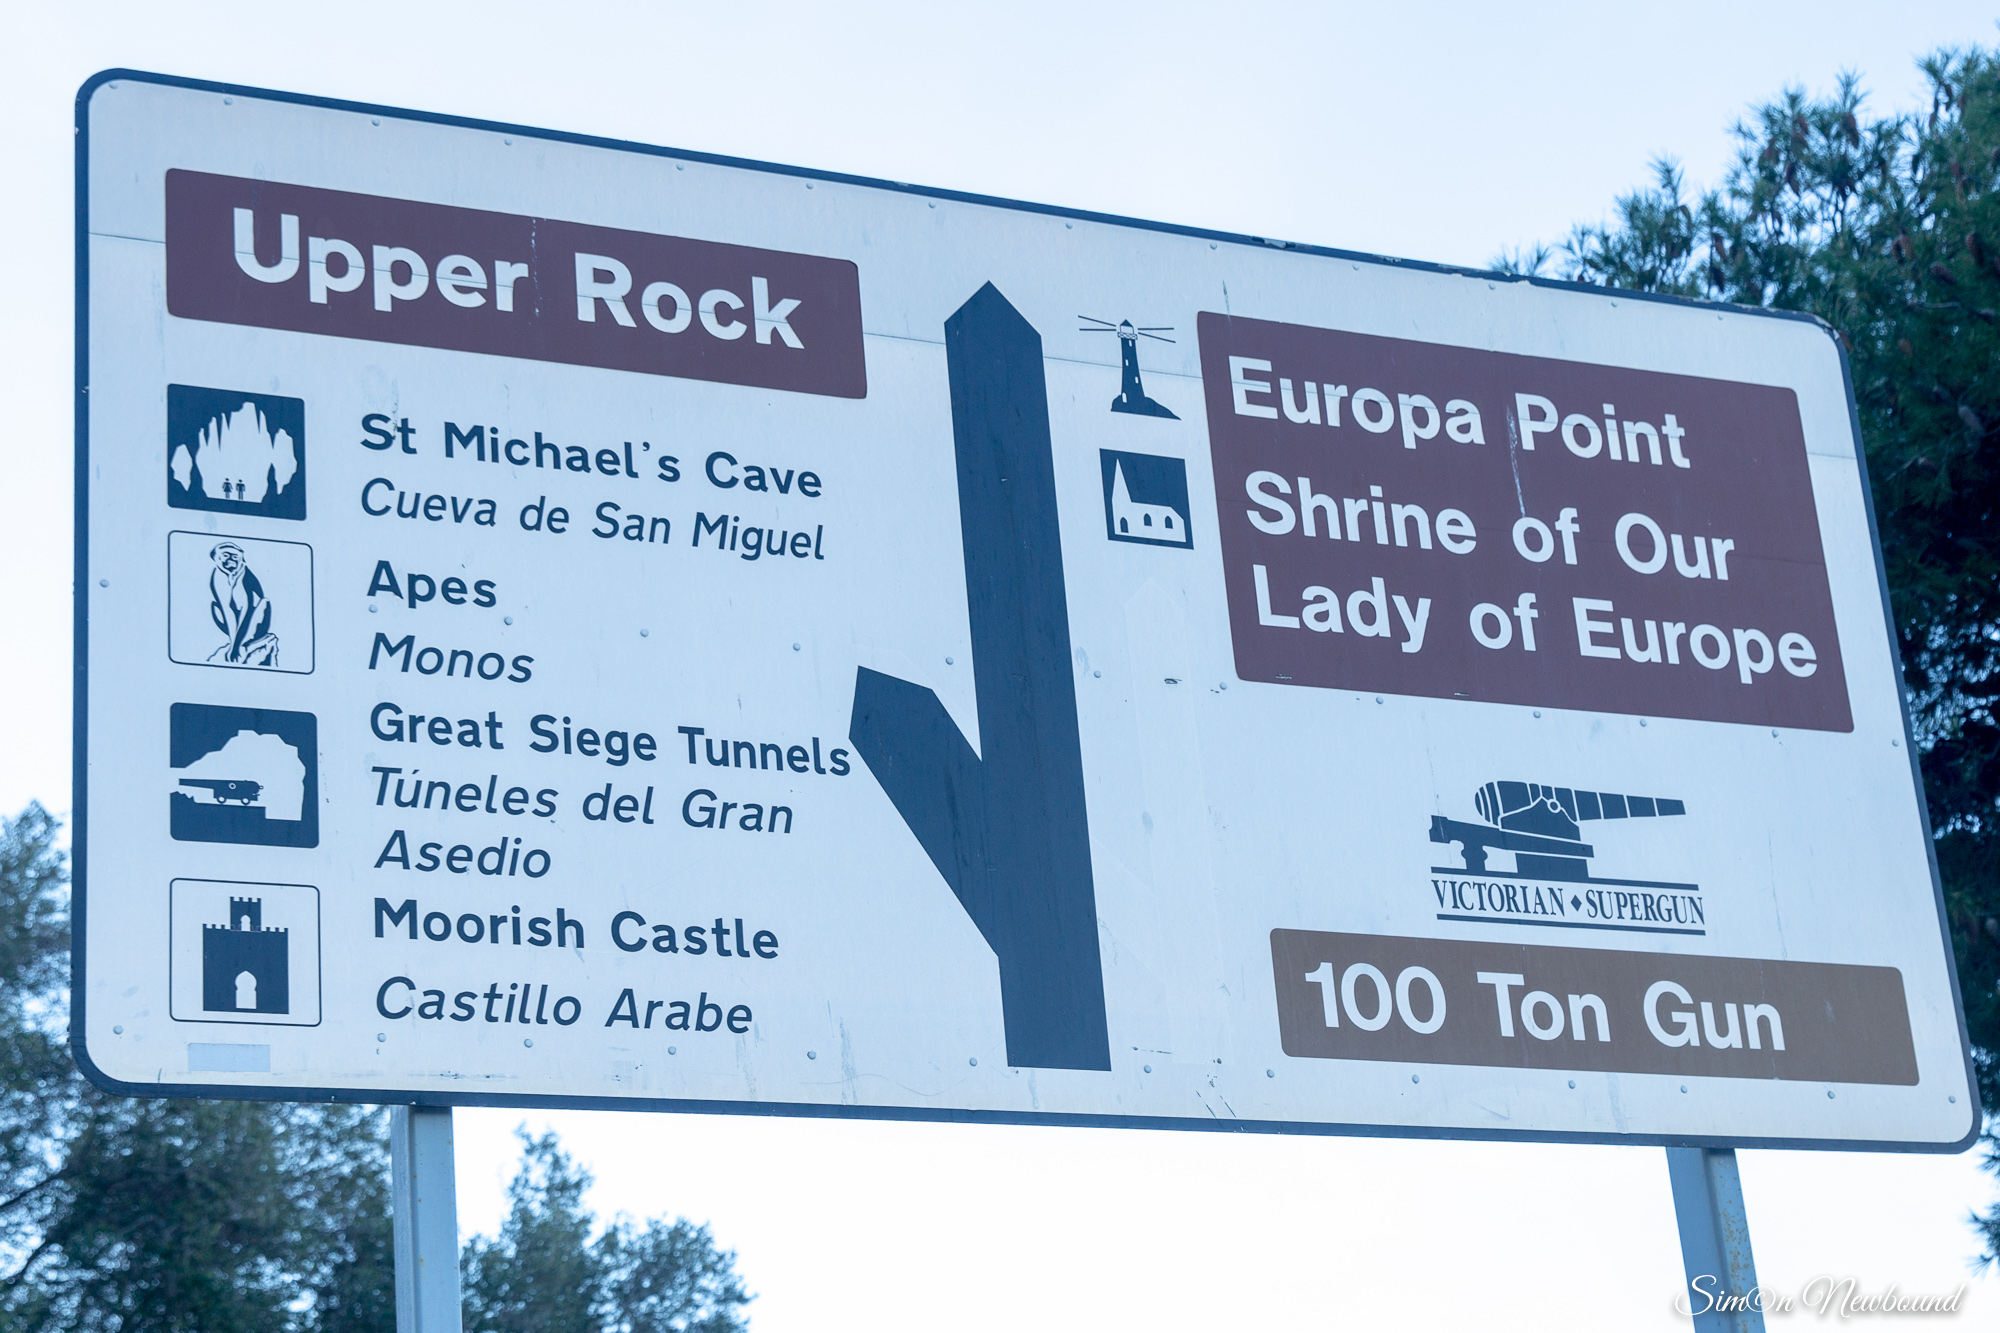 Upper Rock
St Michael's Cave
Cueva de San Miguel
Apes
Monos
Great Siege Tunnels
Túneles del Gran
Asedio
Moorish Castle
Castillo Arabe
Europa Point
Shrine of Our
Lady of Europe
VICTORIAN ♦ SUPERGUN
100 Ton Gun
Sim©n Newbound